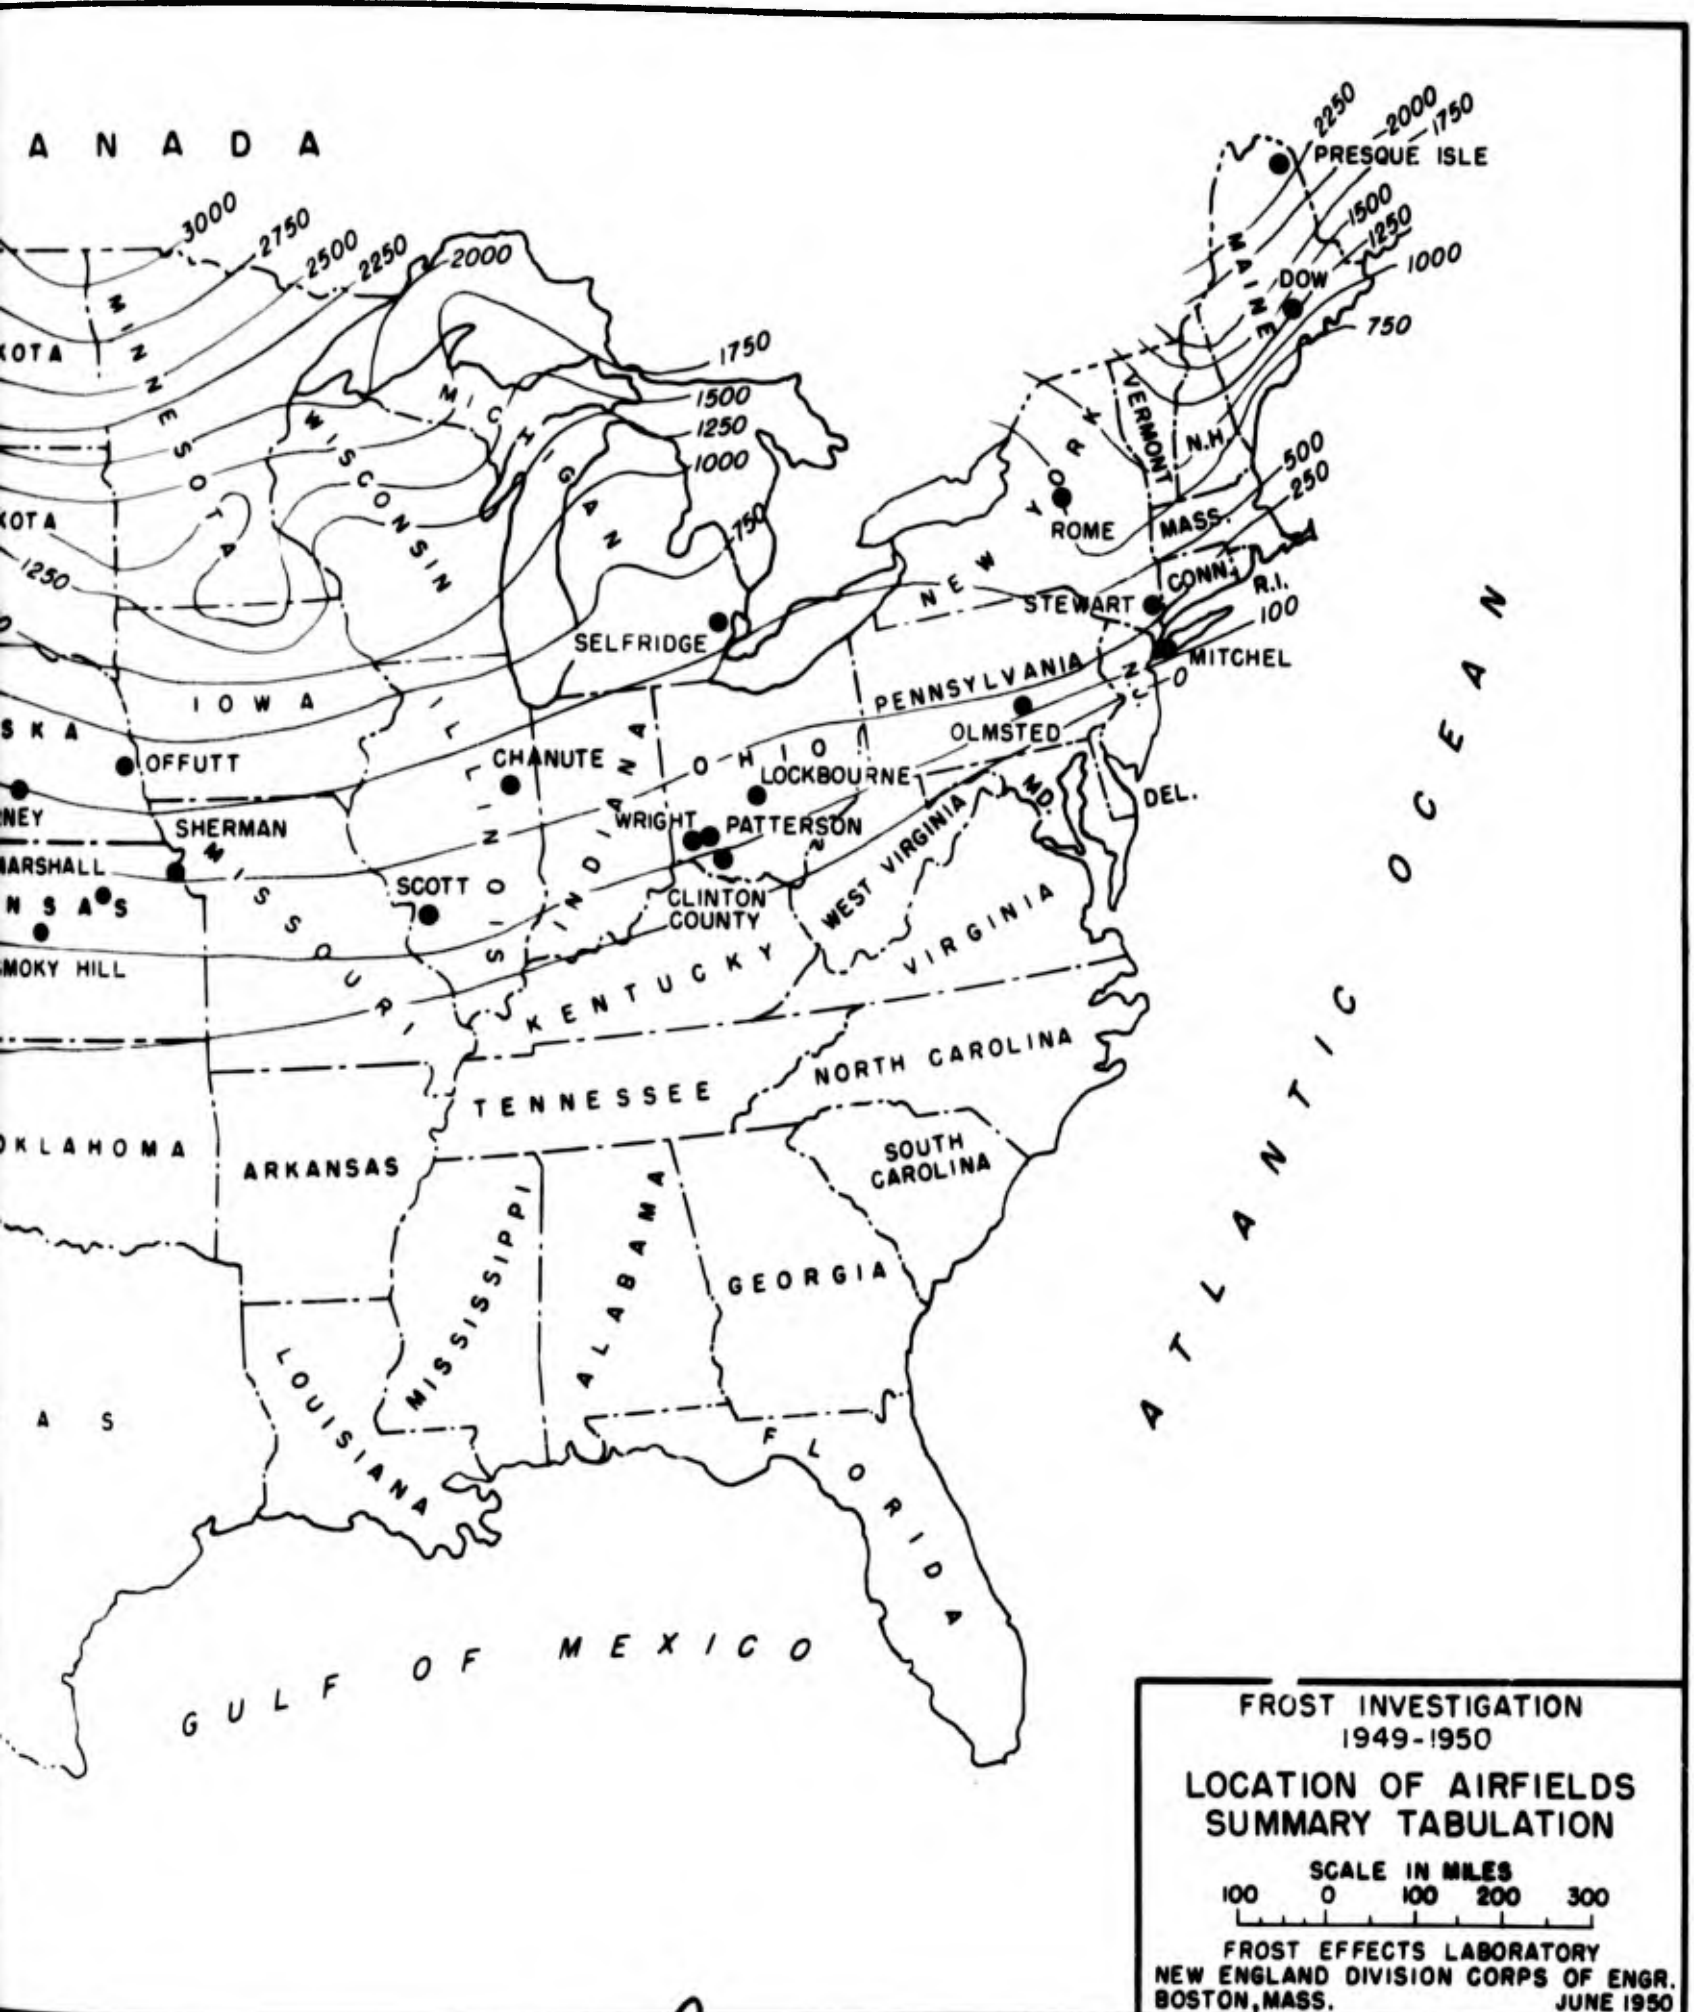 ANADA
3000
2750
2500
2250
2000
1750
1500
1250
1000
750
2250
2000
1750
PRESQUE ISLE
1500
1250
1000
750
DOW
MAINE
VERMONT
N.H.
500
250
MASS.
CONN.
R.I.
100
0
NEW YORK
ROME
STEWART
MITCHEL
N.J.
KOTA
MINNESOTA
WISCONSIN
MICHIGAN
KOTA
1250
SELFRIDGE
IOWA
SKA
OFFUTT
NEY
SHERMAN
MARSHALL
NSAS
SMOKY HILL
MISSOURI
ILLINOIS
CHANUTE
SCOTT
INDIANA
OHIO
LOCKBOURNE
WRIGHT
PATTERSON
CLINTON
COUNTY
PENNSYLVANIA
OLMSTED
MD.
DEL.
WEST VIRGINIA
VIRGINIA
KENTUCKY
TENNESSEE
NORTH CAROLINA
SOUTH
CAROLINA
OKLAHOMA
ARKANSAS
MISSISSIPPI
ALABAMA
GEORGIA
LOUISIANA
FLORIDA
AS
GULF OF MEXICO
ATLANTIC OCEAN
FROST INVESTIGATION
1949-1950
LOCATION OF AIRFIELDS
SUMMARY TABULATION
SCALE IN MILES
100 0 100 200 300
FROST EFFECTS LABORATORY
NEW ENGLAND DIVISION CORPS OF ENGR.
BOSTON, MASS. JUNE 1950